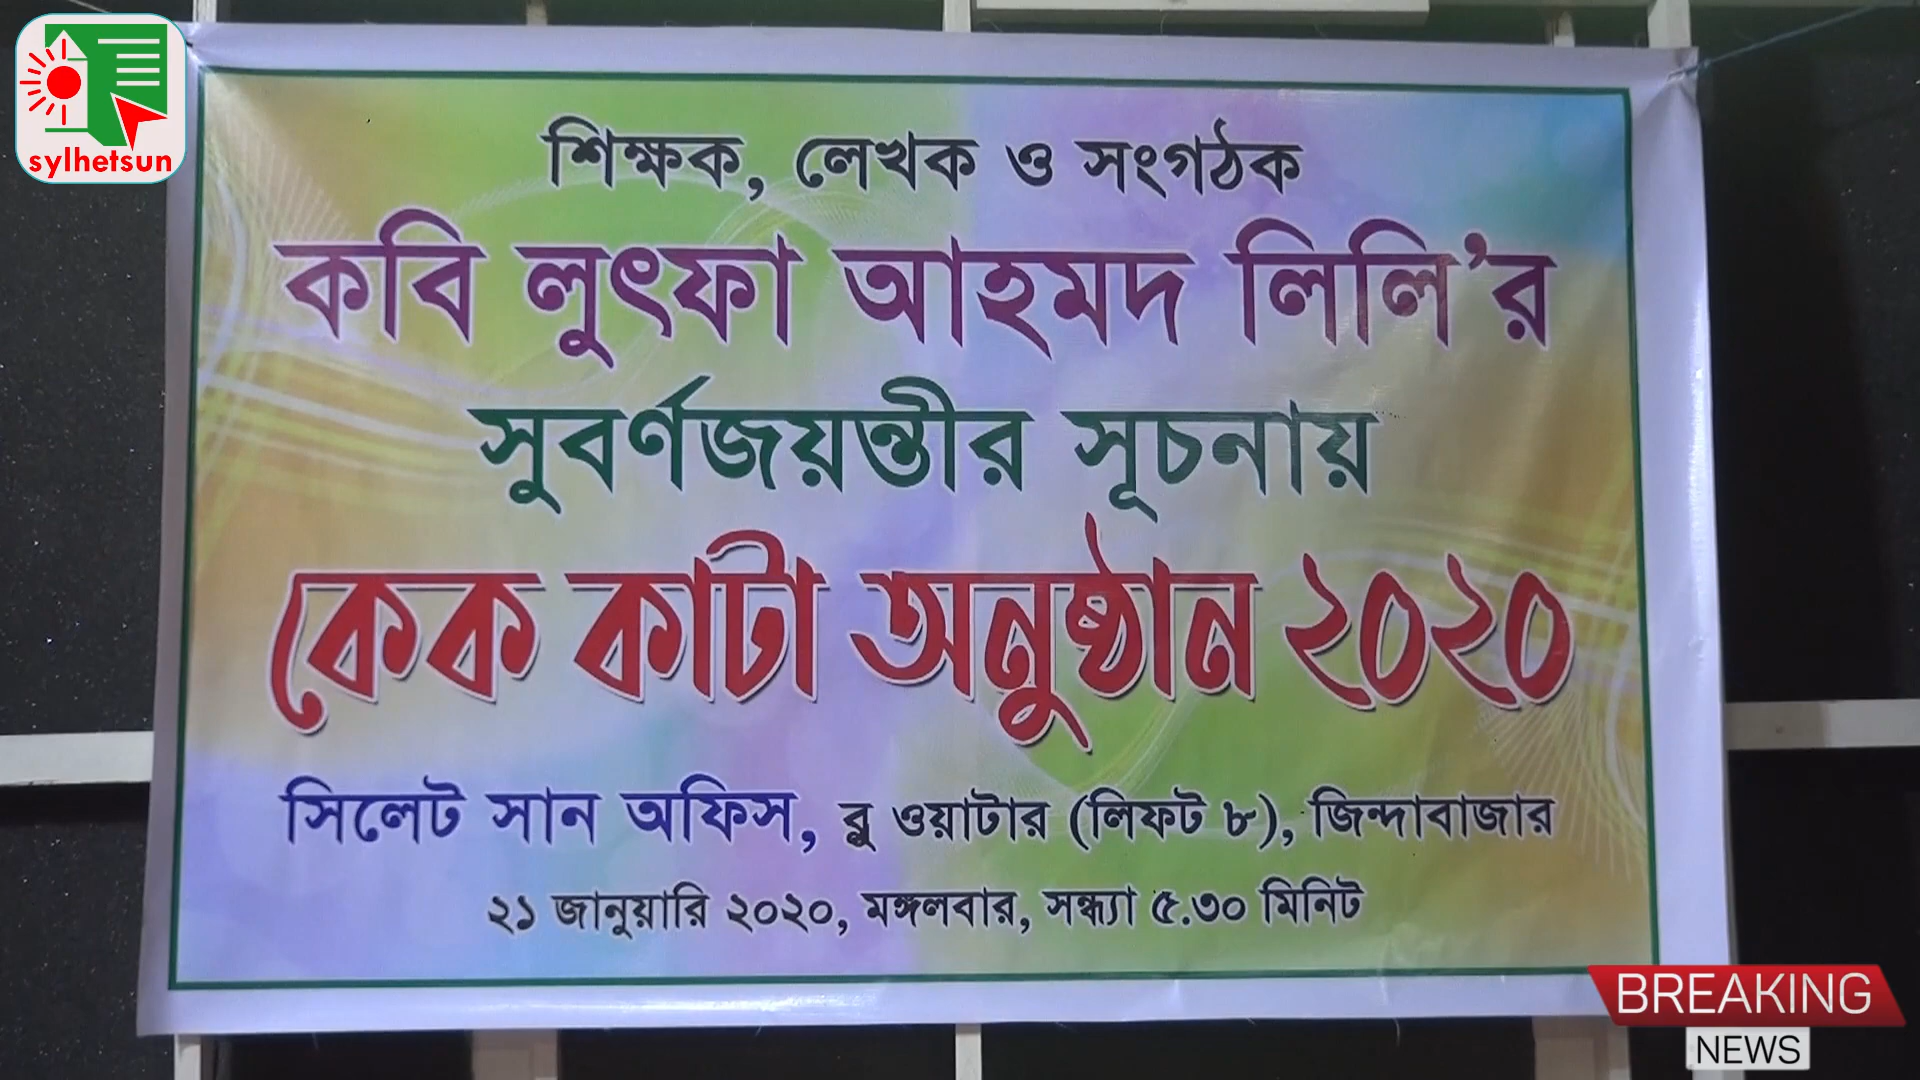 sylhetsun
শিক্ষক, লেখক ও সংগঠক
কবি লুৎফা আহমদ লিলি'র
সুবর্ণজয়ন্তীর সূচনায়
কেক কাটা অনুষ্ঠান ২০২০
সিলেট সান অফিস, ব্লু ওয়াটার (লিফট ৮), জিন্দাবাজার
২১ জানুয়ারি ২০২০, মঙ্গলবার, সন্ধ্যা ৫.৩০ মিনিট
BREAKING
NEWS